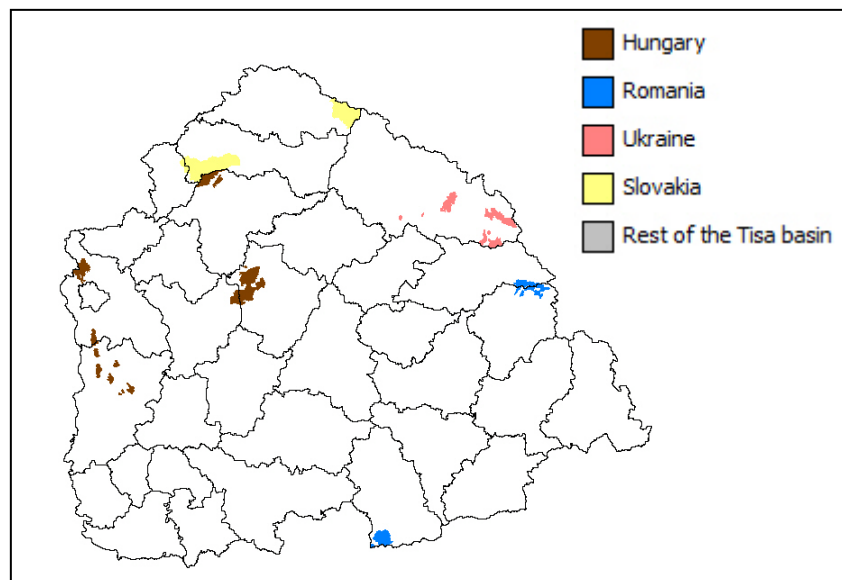 Hungary
Romania
Ukraine
Slovakia
Rest of the Tisa basin